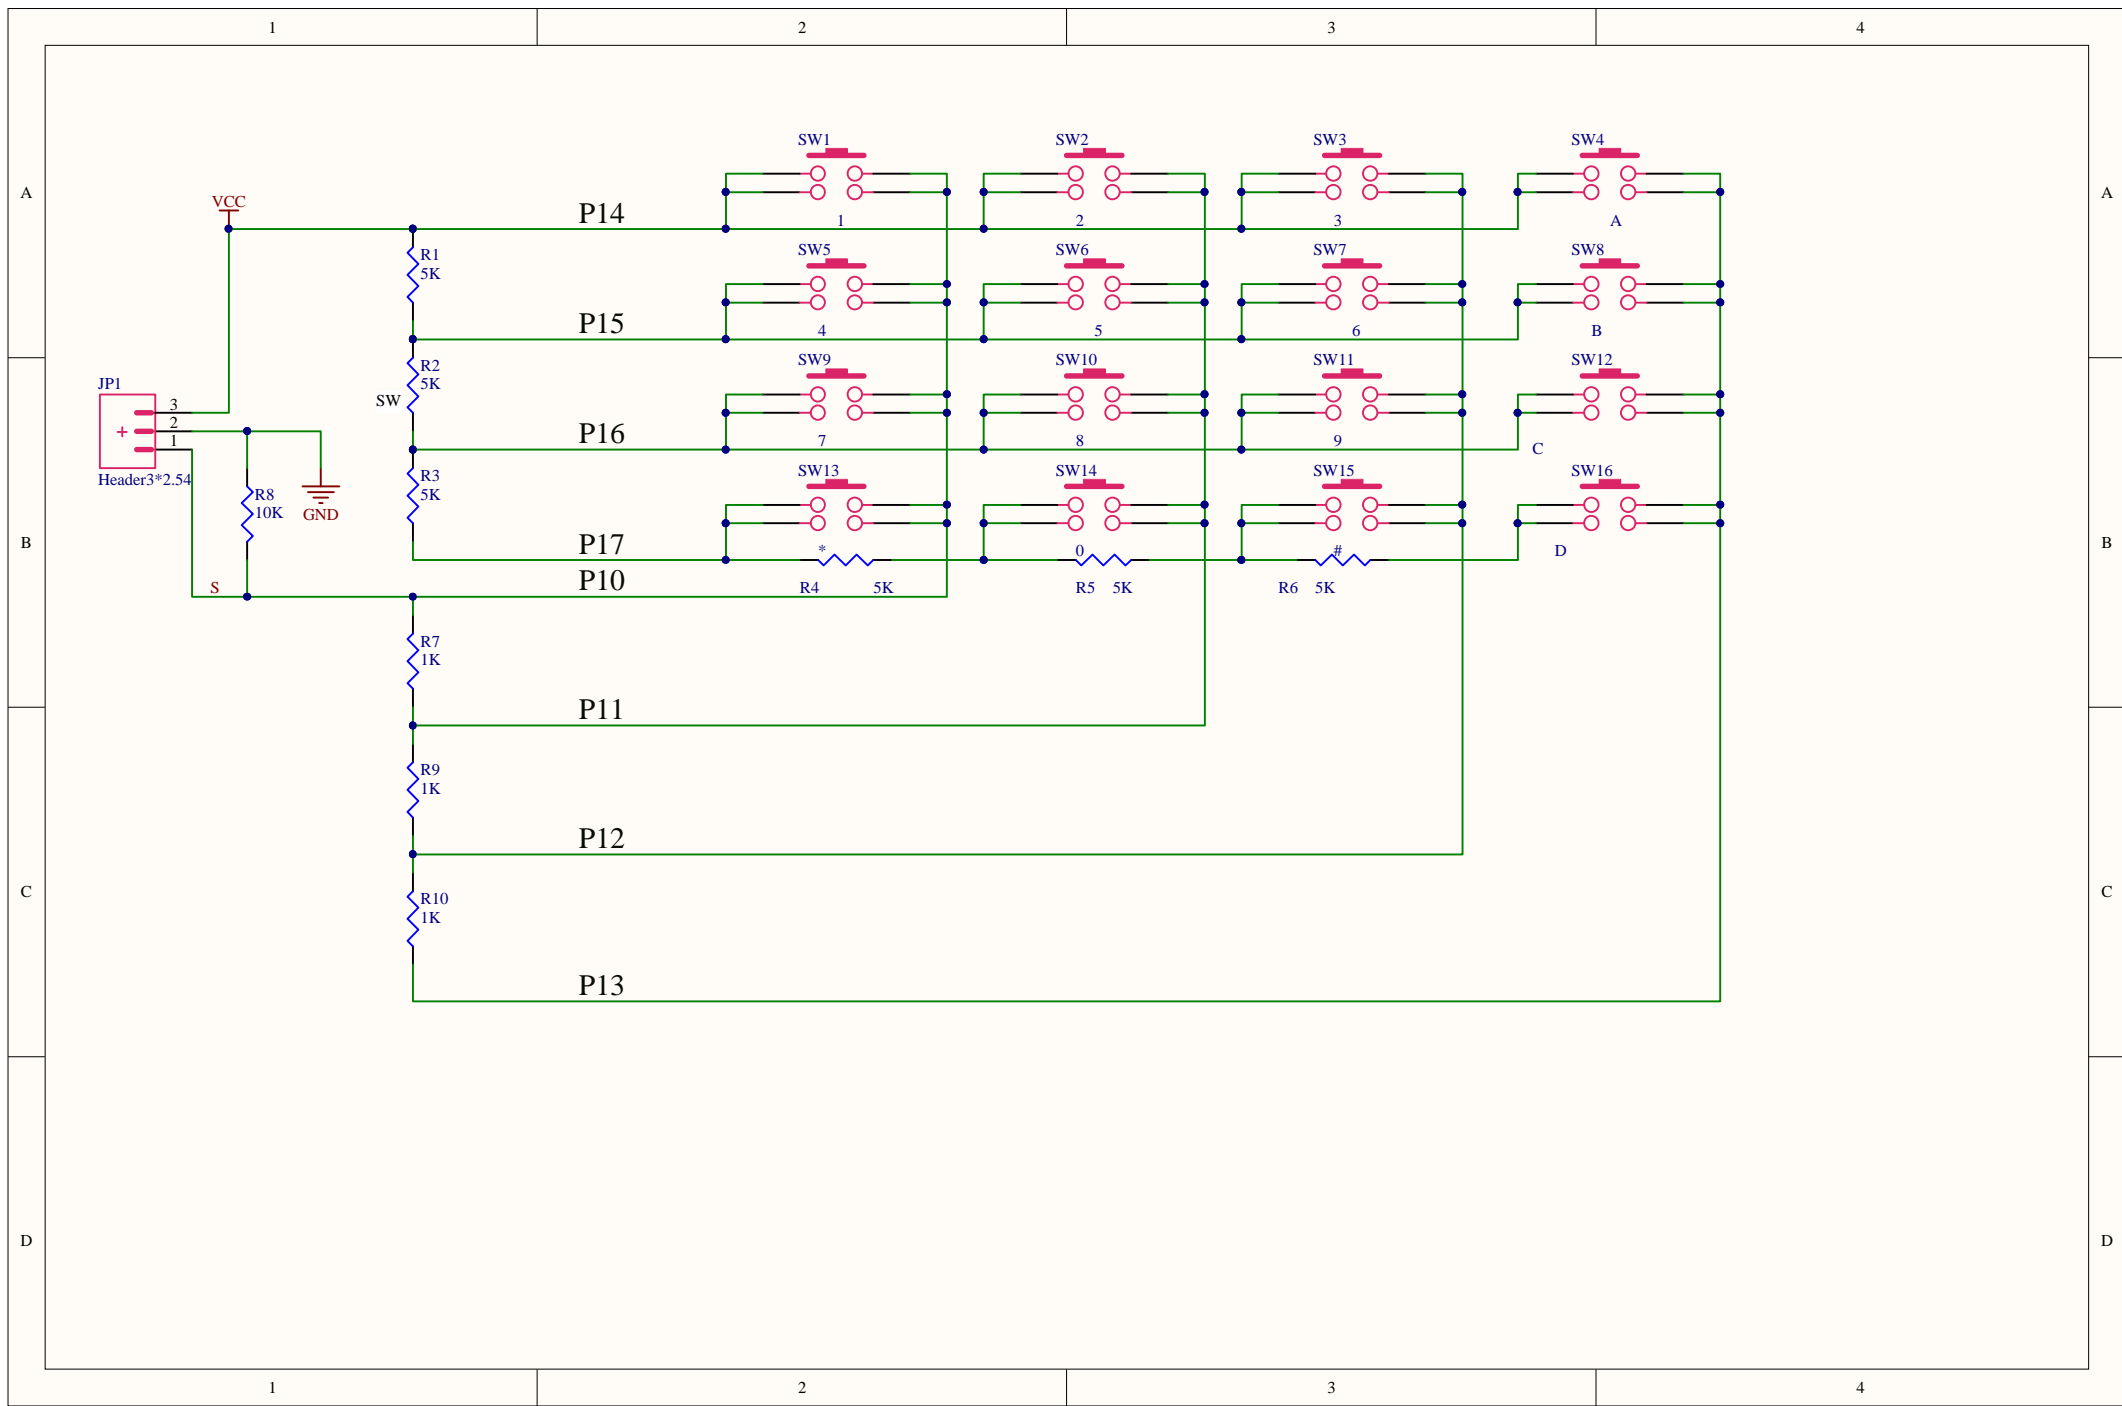 1 2 3 4
A A
SW1 SW2 SW3 SW4
VCC
P14 1 2 3 A
R1
5K
SW5 SW6 SW7 SW8
P15 4 5 6 B
R2
5K
SW
SW9 SW10 SW11 SW12
JP1
3
2
1
+
Header3*2.54
P16 7 8 9 C
R3
5K
SW13 SW14 SW15 SW16
R8
10K
GND
B B
P17 * 0 # D
S P10 R4 5K R5 5K R6 5K
R7
1K
P11
R9
1K
P12
C C
R10
1K
P13
D D
1 2 3 4